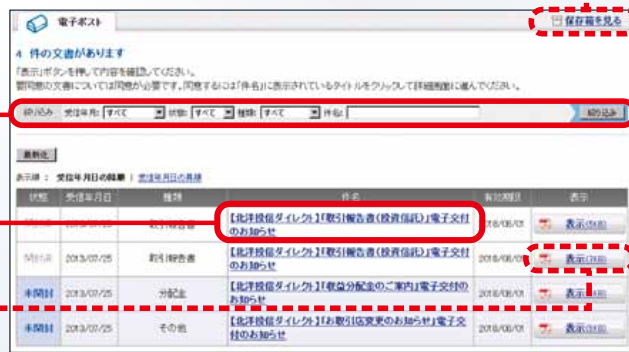 電子ポスト
保存箱を見る
4 件の文書があります
「表示」ボタンを押して内容を確認してください。
要同意の文書については同意が必要です。同意するには「件名」に表示されているタイトルをクリックして詳細画面に進んでください。
絞り込み 受信年月: すべて 状態: すべて 種類: すべて 件名: 絞り込み
最新化
表示順 : 受信年月日の降順 | 受信年月日の昇順
状態 受信年月日 種類 件名 有効期限 表示
開封済 取引報告書 【北洋投信ダイレクト】「取引報告書(投資信託)」電子交付のお知らせ 2018/08/01 表示
開封済 2013/07/25 取引報告書 【北洋投信ダイレクト】「取引報告書(投資信託)」電子交付のお知らせ 2018/08/01 表示
未開封 2013/07/25 分配金 【北洋投信ダイレクト】「収益分配金のご案内」電子交付のお知らせ 2018/08/01 表示
未開封 2013/07/25 その他 【北洋投信ダイレクト】「お取引店変更のお知らせ」電子交付のお知らせ 2018/08/01 表示